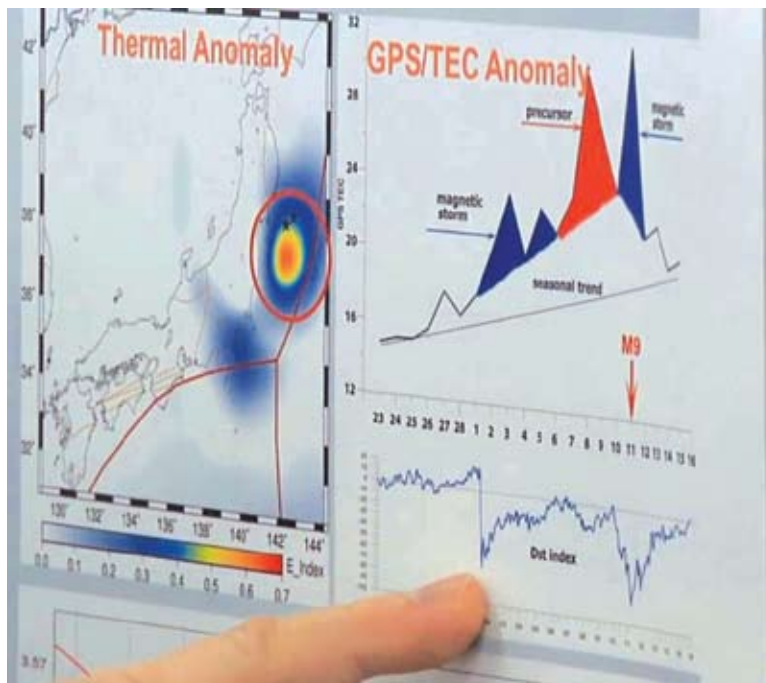 Thermal Anomaly
42°
40°
38°
36°
34°
32°
130° 132° 134° 136° 138° 140° 142° 144°
E_Index
0.0 0.1 0.2 0.3 0.4 0.5 0.6 0.7
3.57
GPS/TEC Anomaly
GPS TEC
32
28
24
20
16
12
precursor
magnetic
storm
magnetic
storm
seasonal trend
M9
23 24 25 26 27 28 1 2 3 4 5 6 7 8 9 10 11 12 13 14 15 16
Dst index